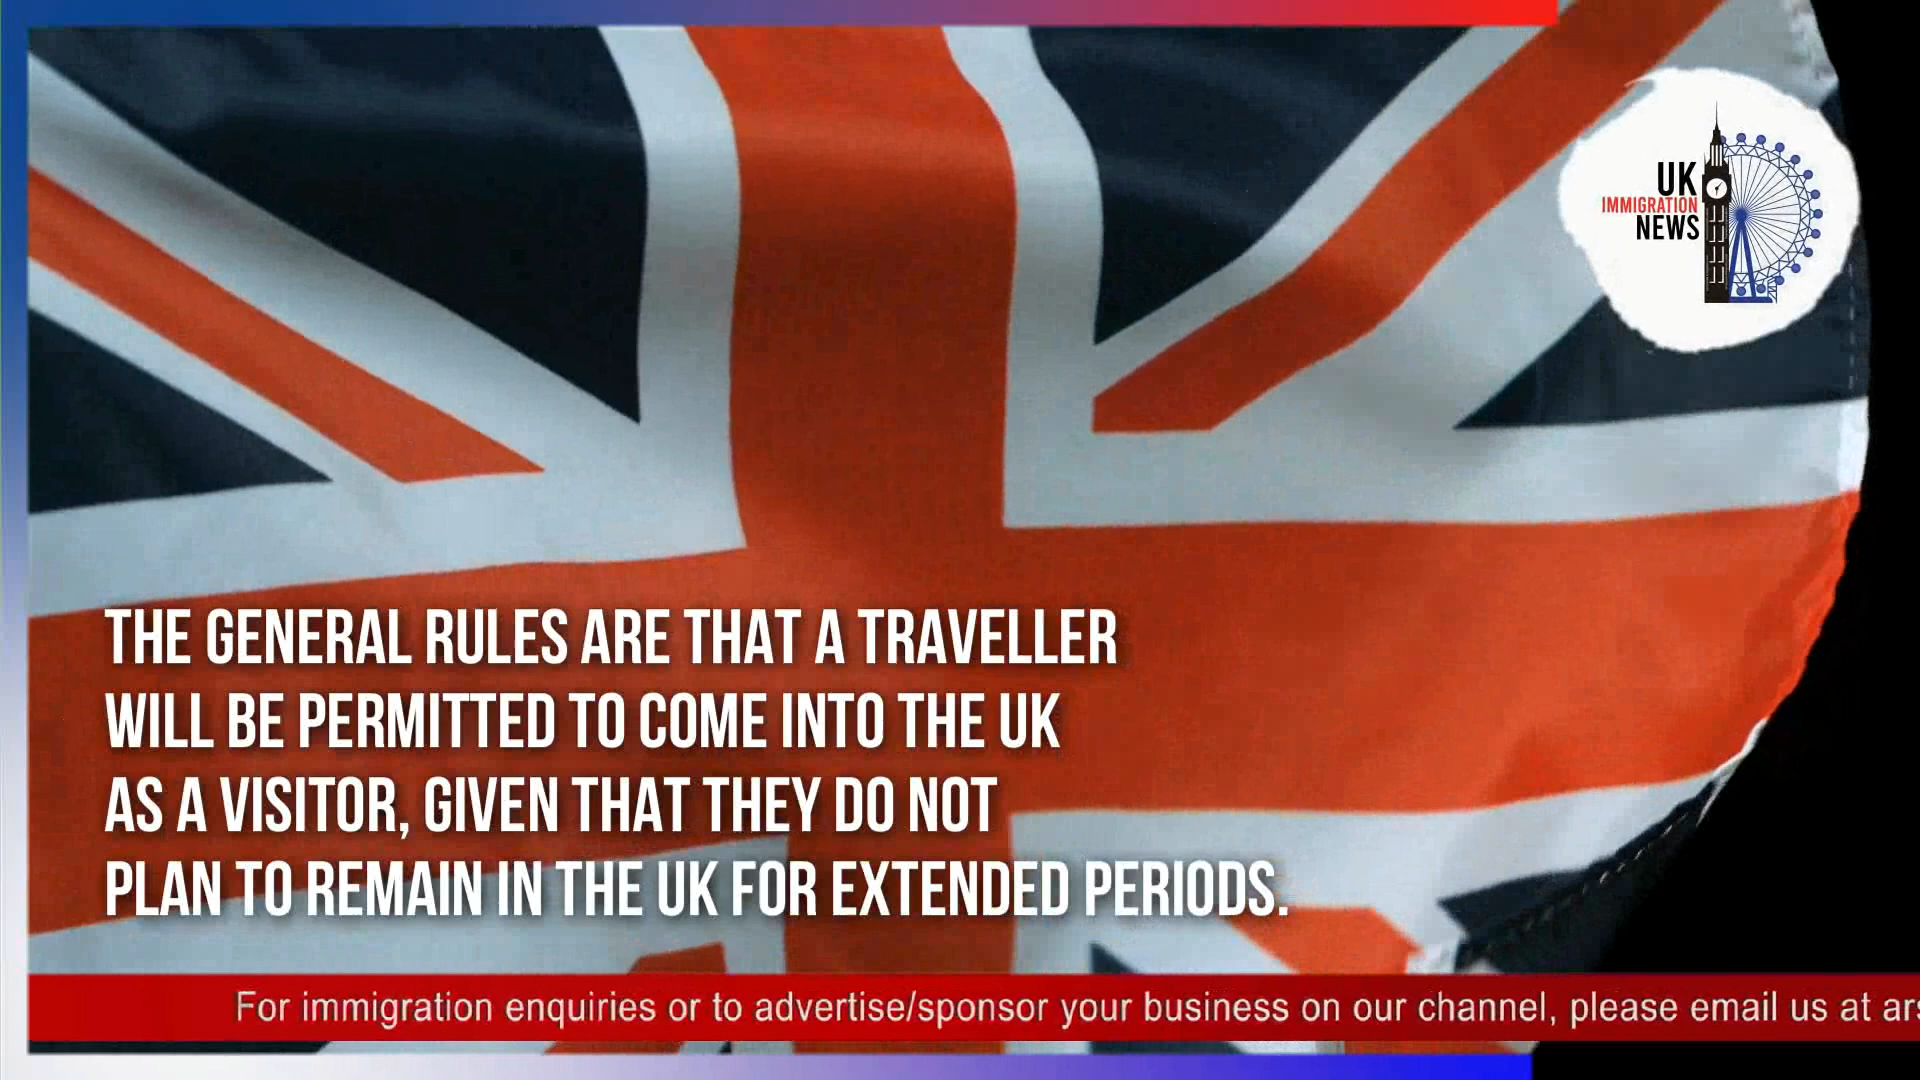 UK
IMMIGRATION
NEWS
THE GENERAL RULES ARE THAT A TRAVELLER
WILL BE PERMITTED TO COME INTO THE UK
AS A VISITOR, GIVEN THAT THEY DO NOT
PLAN TO REMAIN IN THE UK FOR EXTENDED PERIODS.
For immigration enquiries or to advertise/sponsor your business on our channel, please email us at